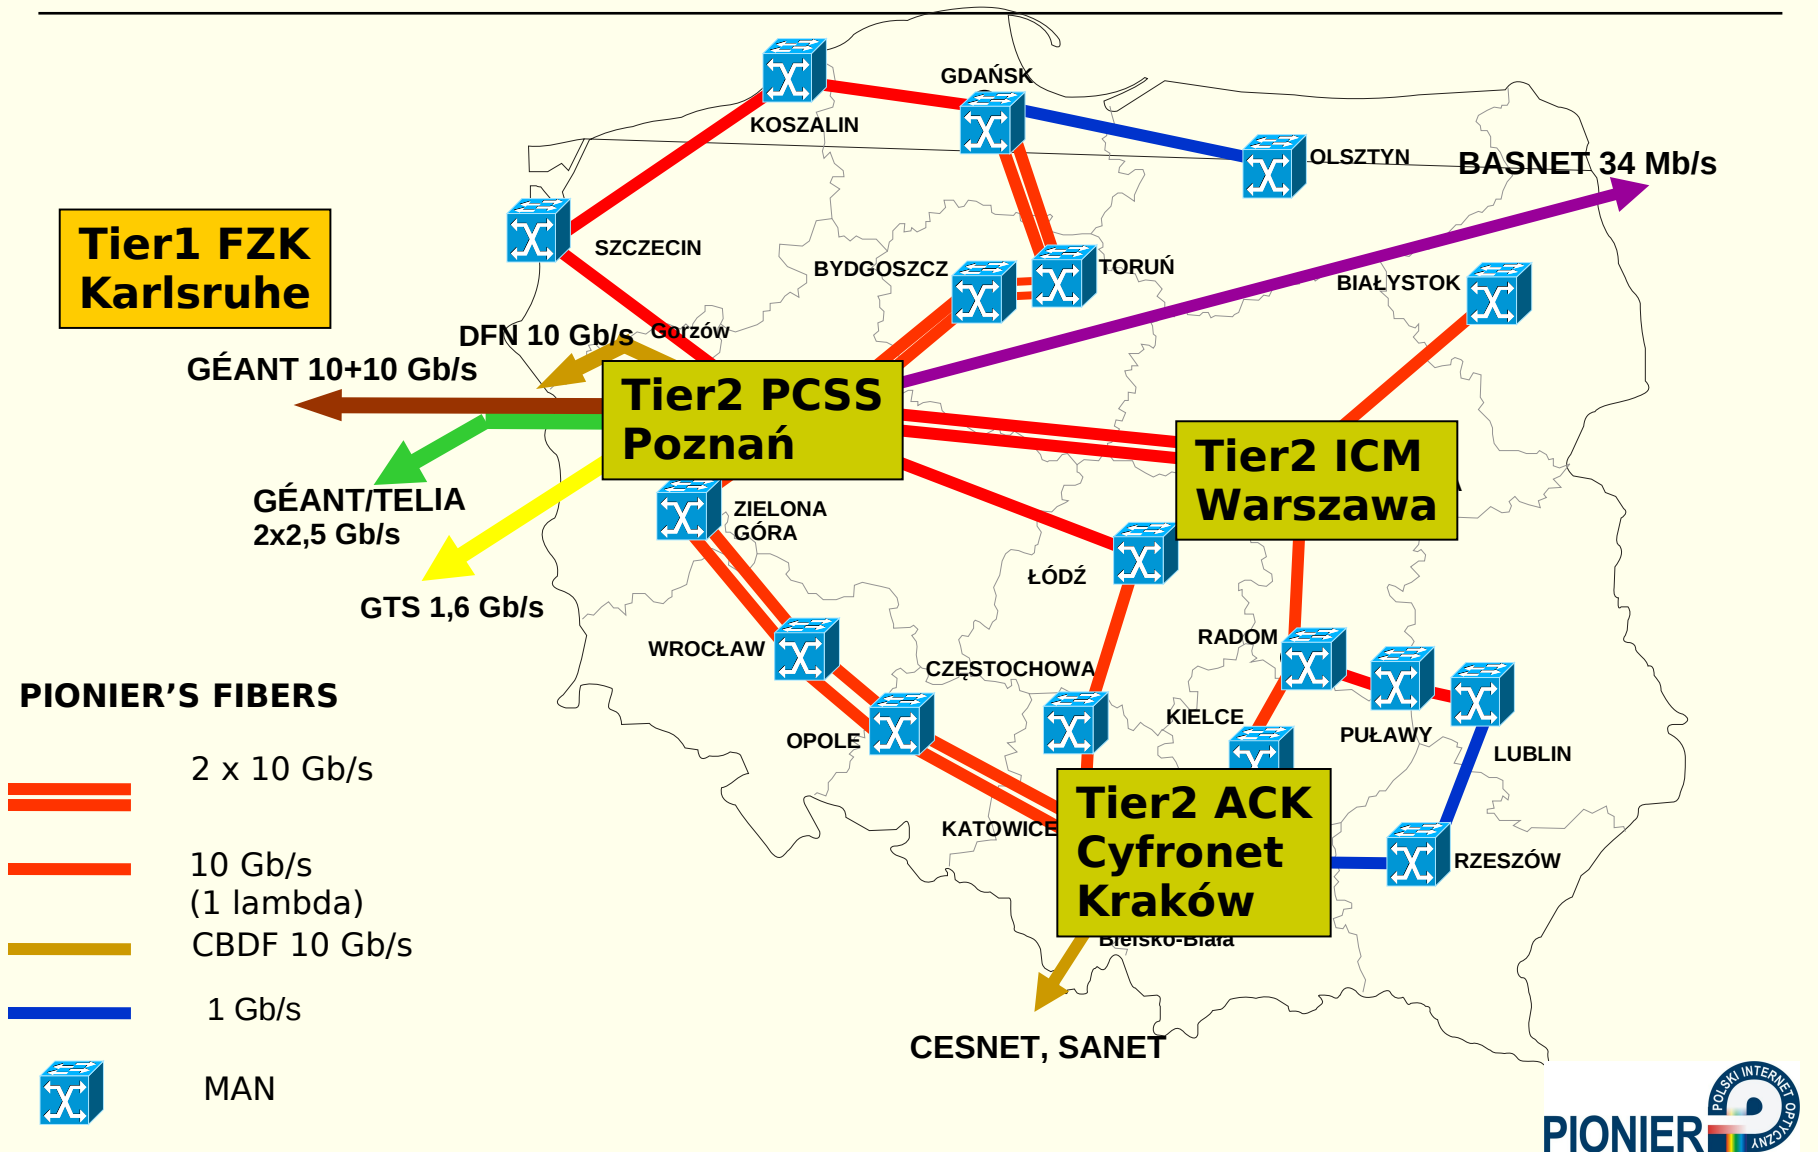 GDAŃSK
KOSZALIN
OLSZTYN
BASNET 34 Mb/s
Tier1 FZK
Karlsruhe
SZCZECIN
BYDGOSZCZ
TORUŃ
BIAŁYSTOK
DFN 10 Gb/s
Gorzów
GÉANT 10+10 Gb/s
Tier2 PCSS
Poznań
Tier2 ICM
Warszawa
GÉANT/TELIA
2x2,5 Gb/s
ZIELONA
GÓRA
ŁÓDŹ
GTS 1,6 Gb/s
WROCŁAW
RADOM
CZĘSTOCHOWA
KIELCE
PUŁAWY
OPOLE
LUBLIN
KATOWICE
Tier2 ACK
Cyfronet
Kraków
RZESZÓW
Bielsko-Biała
CESNET, SANET
PIONIER’S FIBERS
2 x 10 Gb/s
10 Gb/s
(1 lambda)
CBDF 10 Gb/s
1 Gb/s
MAN
POLSKI INTERNET OPTYCZNY
PIONIER